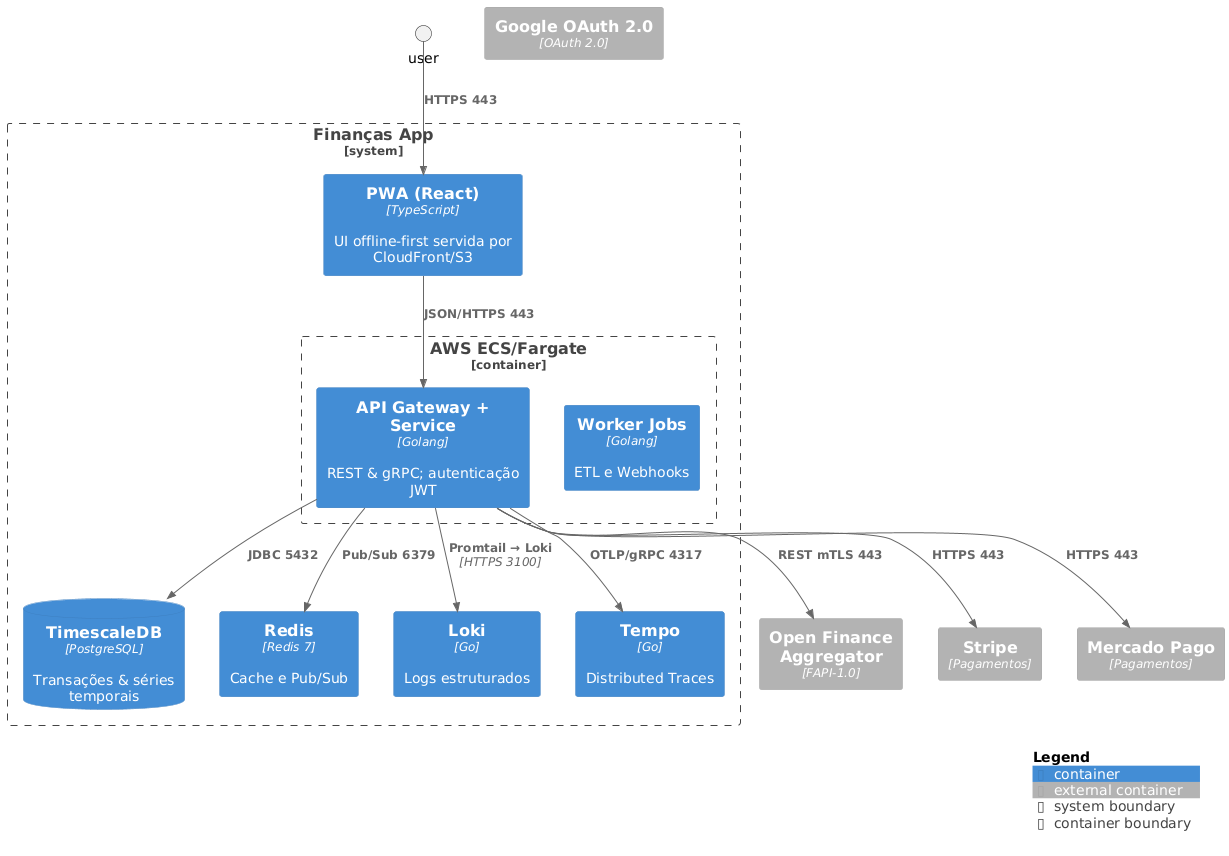 Google OAuth 2.0
[OAuth 2.0]
user
HTTPS 443
Finanças App
[system]
PWA (React)
[TypeScript]
UI offline-first servida por
CloudFront/S3
JSON/HTTPS 443
AWS ECS/Fargate
[container]
API Gateway +
Service
[Golang]
REST & gRPC; autenticação
JWT
Worker Jobs
[Golang]
ETL e Webhooks
JDBC 5432
Pub/Sub 6379
Promtail → Loki
[HTTPS 3100]
OTLP/gRPC 4317
REST mTLS 443
HTTPS 443
HTTPS 443
TimescaleDB
[PostgreSQL]
Transações & séries
temporais
Redis
[Redis 7]
Cache e Pub/Sub
Loki
[Go]
Logs estruturados
Tempo
[Go]
Distributed Traces
Open Finance
Aggregator
[FAPI-1.0]
Stripe
[Pagamentos]
Mercado Pago
[Pagamentos]
Legend
container
external container
system boundary
container boundary